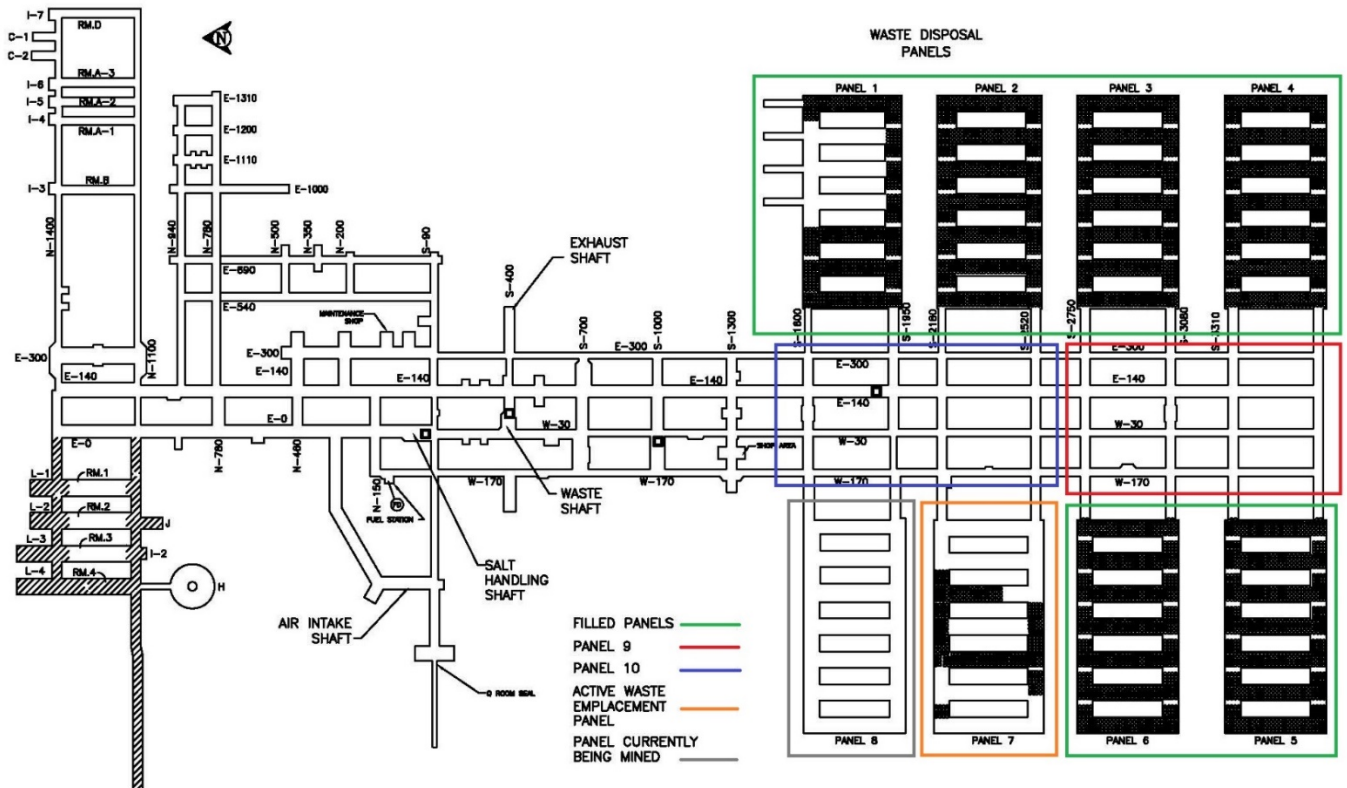 I-7
RM.D
C-1
C-2
RM.A-3
I-6
I-5
RM.A-2
I-4
RM.A-1
RM.B
I-3
N-1400
E-300
E-140
N-1100
E-0
L-1
RM.1
L-2
RM.2
J
L-3
RM.3
I-2
L-4
RM.4
H
N
E-1310
E-1200
E-1110
E-1000
N-940
N-780
N-500
N-350
N-200
S-90
E-690
E-540
MAINTENANCE
SHOP
E-300
E-140
E-140
E-0
N-780
N-460
N-150
FUEL STATION
AIR INTAKE
SHAFT
SALT
HANDLING
SHAFT
WASTE
SHAFT
Q ROOM SEAL
S-400
EXHAUST
SHAFT
S-700
S-1000
S-1300
E-300
E-140
W-30
W-170
W-170
SHOP AREA
WASTE DISPOSAL
PANELS
PANEL 1
PANEL 2
PANEL 3
PANEL 4
S-1600
S-1950
S-2180
S-2520
S-2750
S-3080
S-3310
E-300
E-140
W-30
W-170
E-300
E-140
W-30
W-170
FILLED PANELS
PANEL 9
PANEL 10
ACTIVE WASTE
EMPLACEMENT
PANEL
PANEL CURRENTLY
BEING MINED
PANEL 8
PANEL 7
PANEL 6
PANEL 5